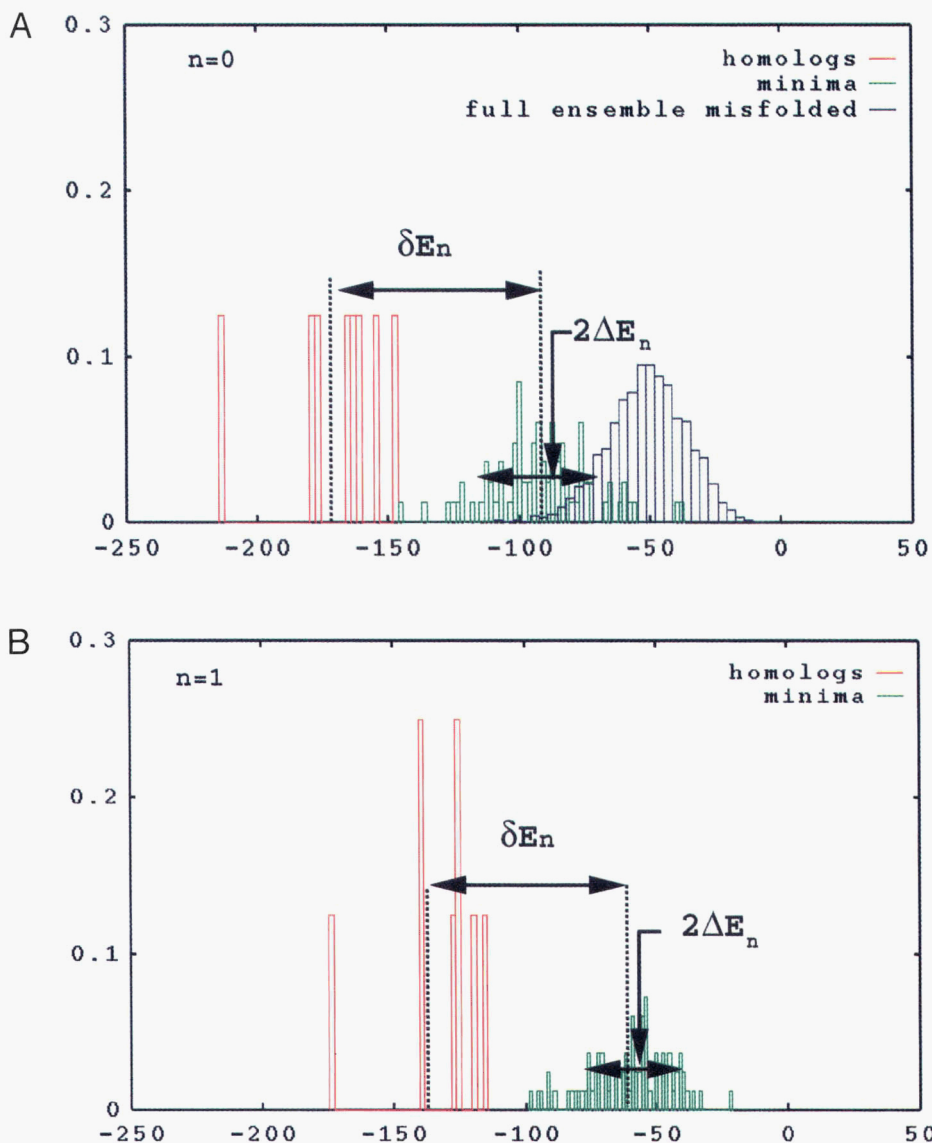 A
0.3
n=0
homologs
minima
full ensemble misfolded
0.2
δEn
2ΔEn
0.1
0
-250 -200 -150 -100 -50 0 50
B
0.3
n=1
homologs
minima
0.2
δEn
2ΔEn
0.1
0
-250 -200 -150 -100 -50 0 50